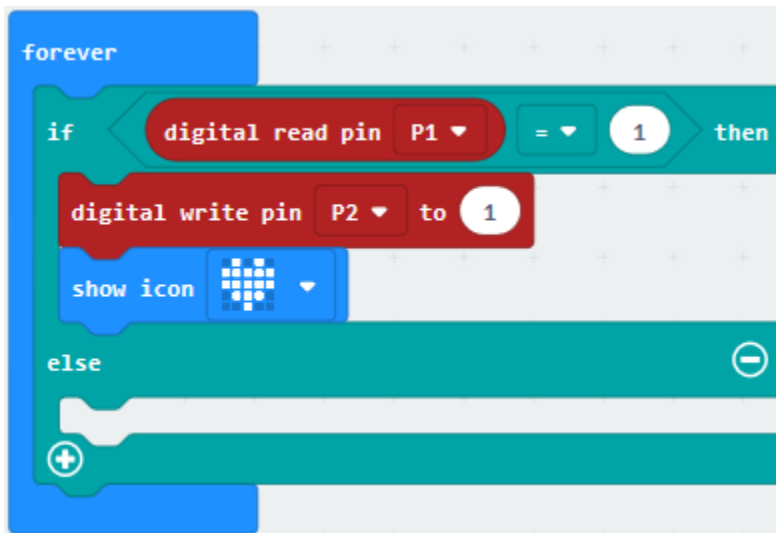 forever
if digital read pin P1 = 1 then
digital write pin P2 to 1
show icon
else